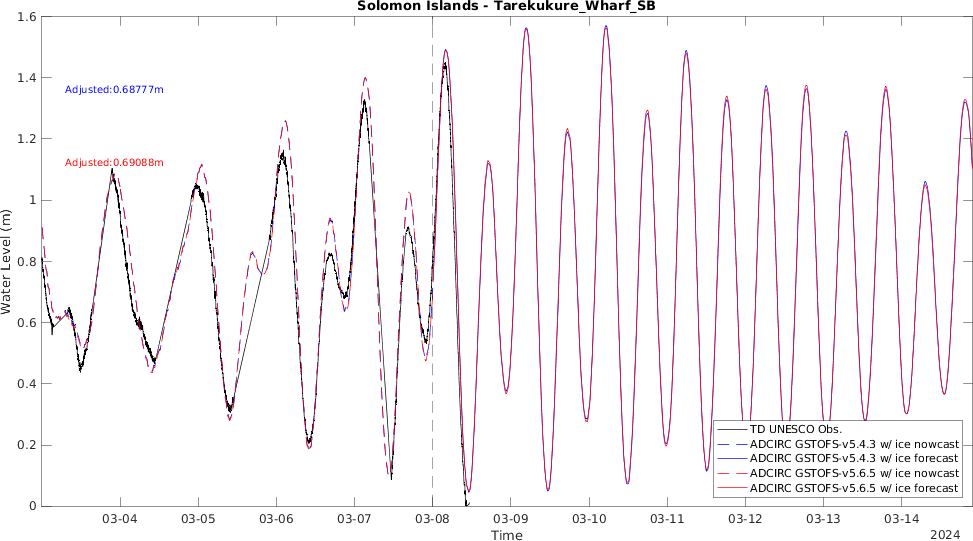 Solomon Islands - Tarekukure_Wharf_SB
1.6
1.4
1.2
1
0.8
0.6
0.4
0.2
0
Water Level (m)
Adjusted:0.68777m
Adjusted:0.69088m
TD UNESCO Obs.
ADCIRC GSTOFS-v5.4.3 w/ ice nowcast
ADCIRC GSTOFS-v5.4.3 w/ ice forecast
ADCIRC GSTOFS-v5.6.5 w/ ice nowcast
ADCIRC GSTOFS-v5.6.5 w/ ice forecast
03-04 03-05 03-06 03-07 03-08 03-09 03-10 03-11 03-12 03-13 03-14
Time
2024